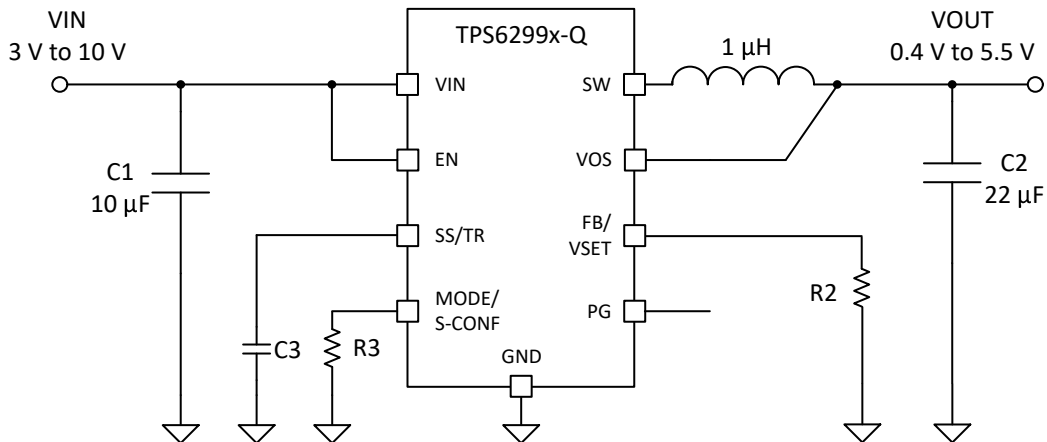 VIN
3 V to 10 V
TPS6299x-Q
VOUT
0.4 V to 5.5 V
1 µH
VIN
SW
EN
VOS
C1
10 µF
C2
22 µF
SS/TR
FB/
VSET
MODE/
S-CONF
PG
R2
C3
R3
GND